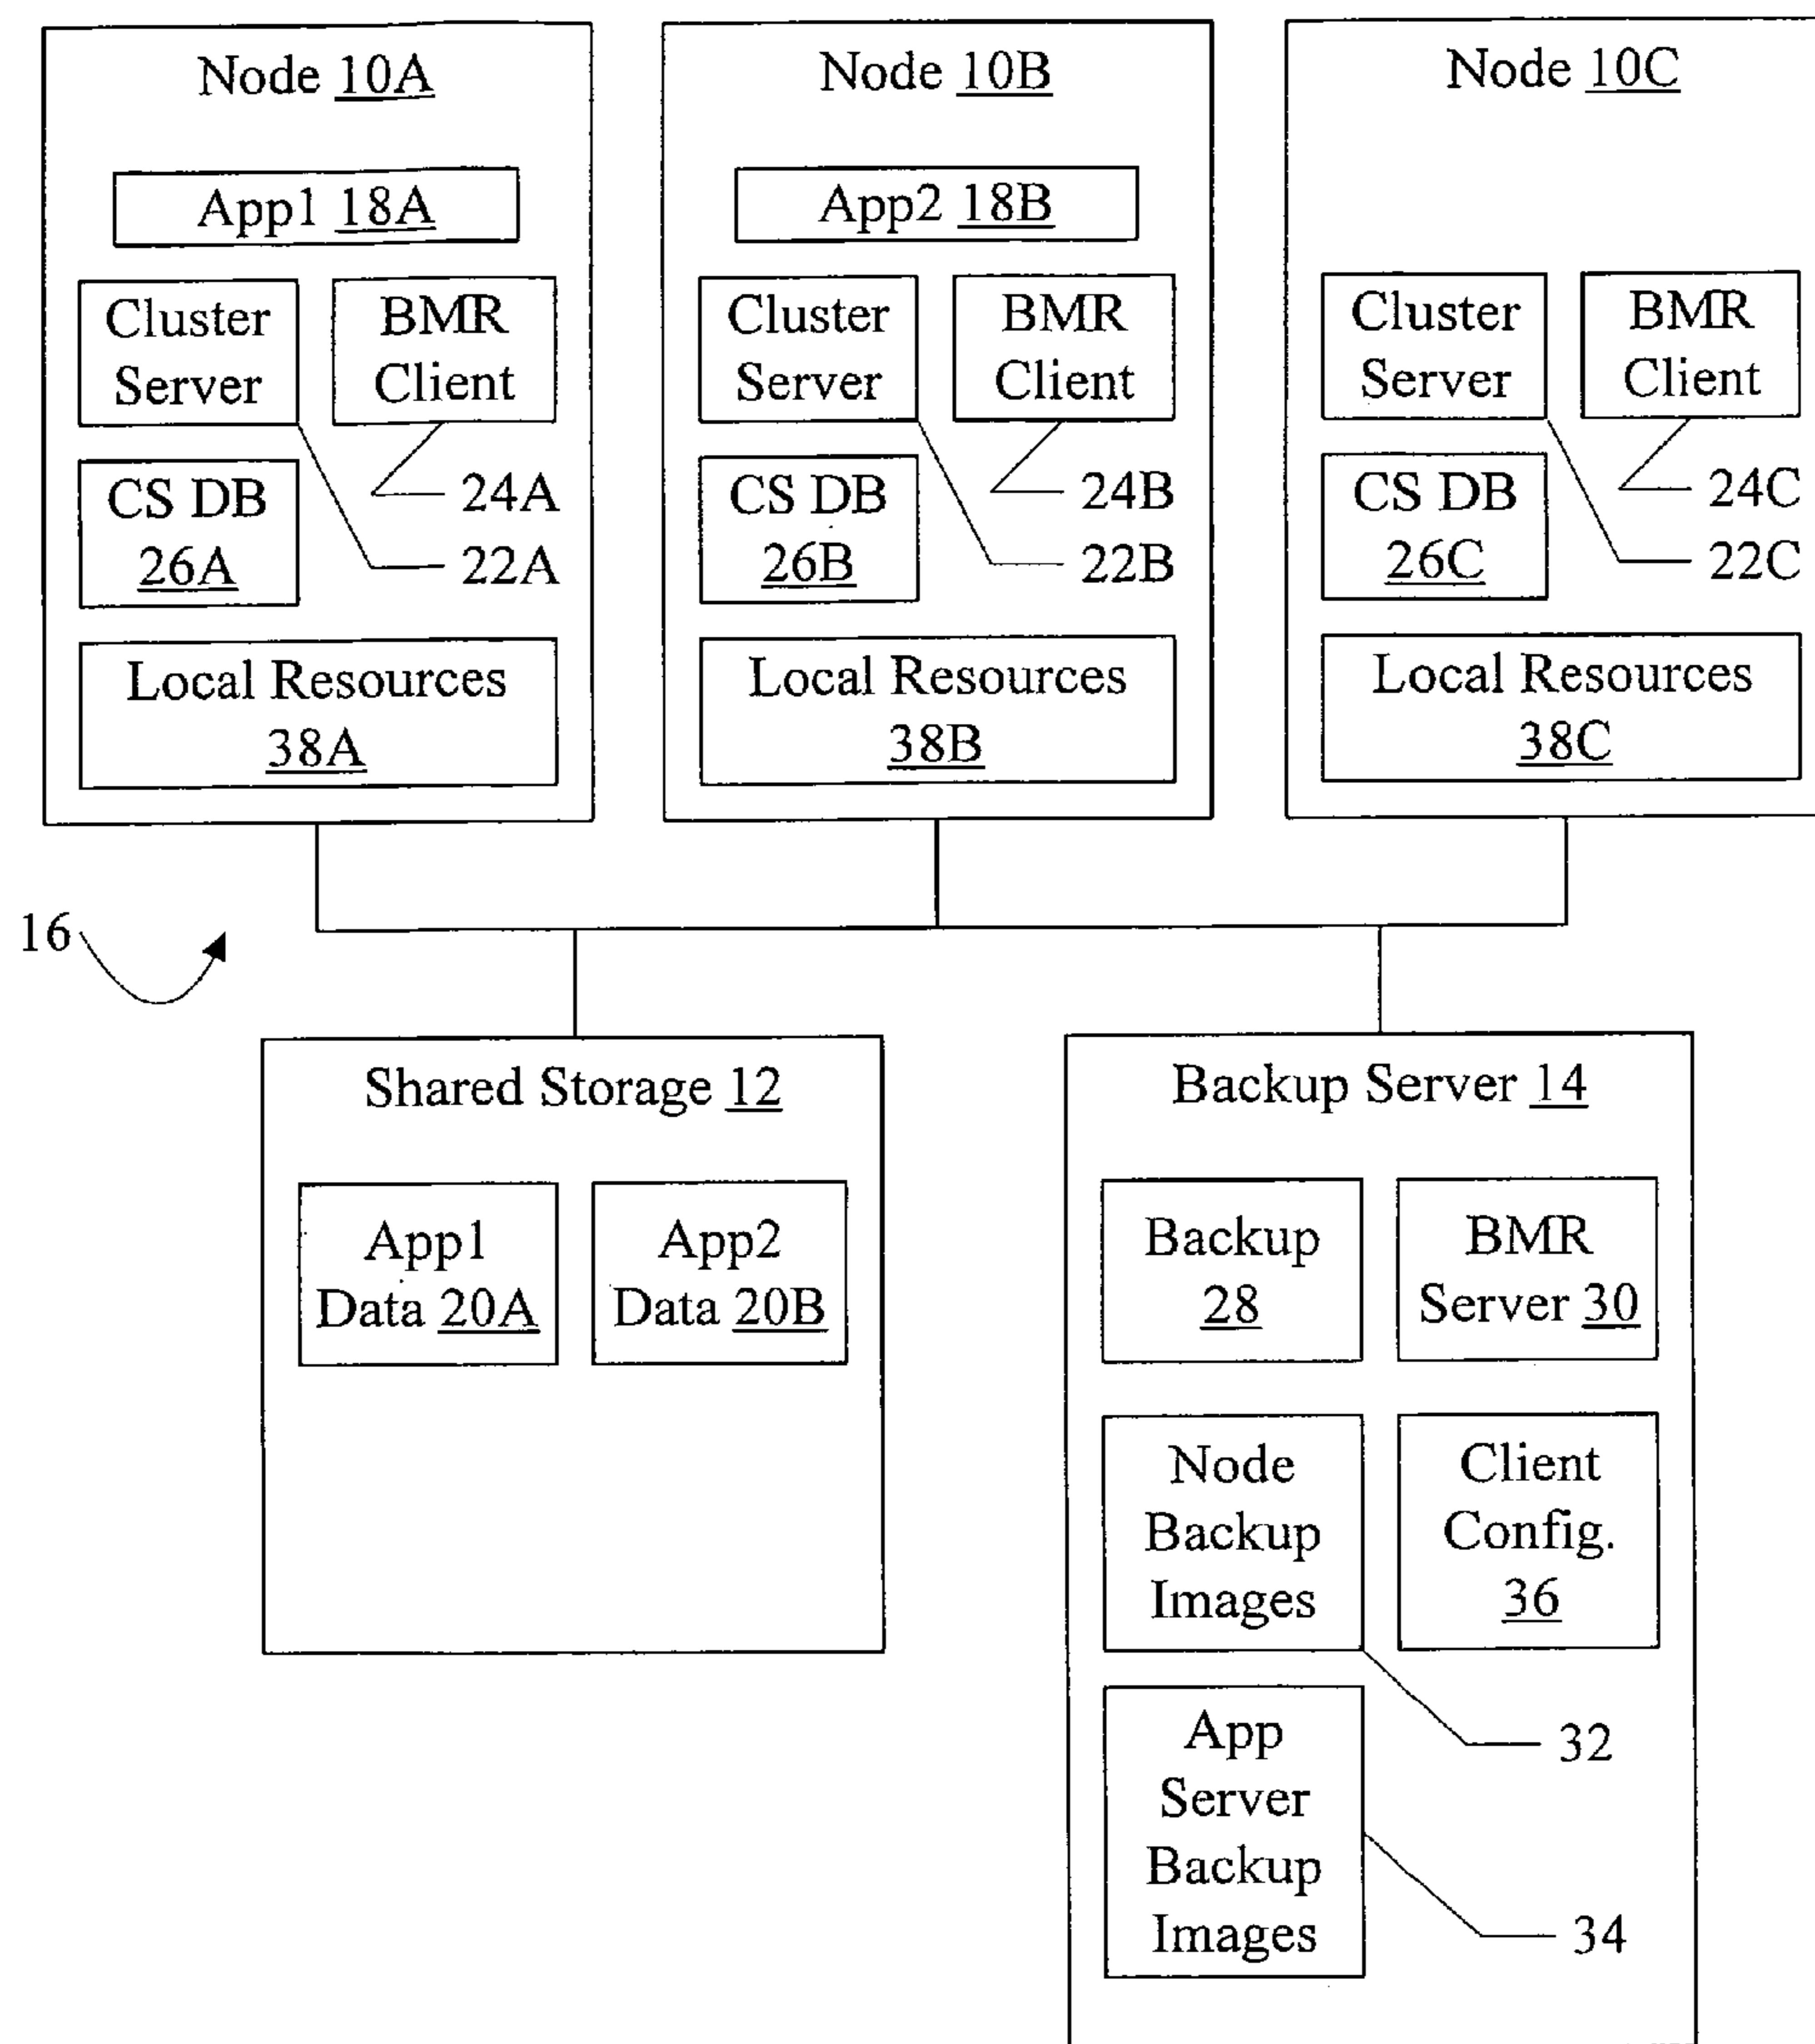 Node 10A
App1 18A
Cluster
Server
BMR
Client
CS DB
26A
24A
22A
Local Resources
38A
Node 10B
App2 18B
Cluster
Server
BMR
Client
CS DB
26B
24B
22B
Local Resources
38B
Node 10C
Cluster
Server
BMR
Client
CS DB
26C
24C
22C
Local Resources
38C
16
Shared Storage 12
App1
Data 20A
App2
Data 20B
Backup Server 14
Backup
28
BMR
Server 30
Node
Backup
Images
Client
Config.
36
32
App
Server
Backup
Images
34